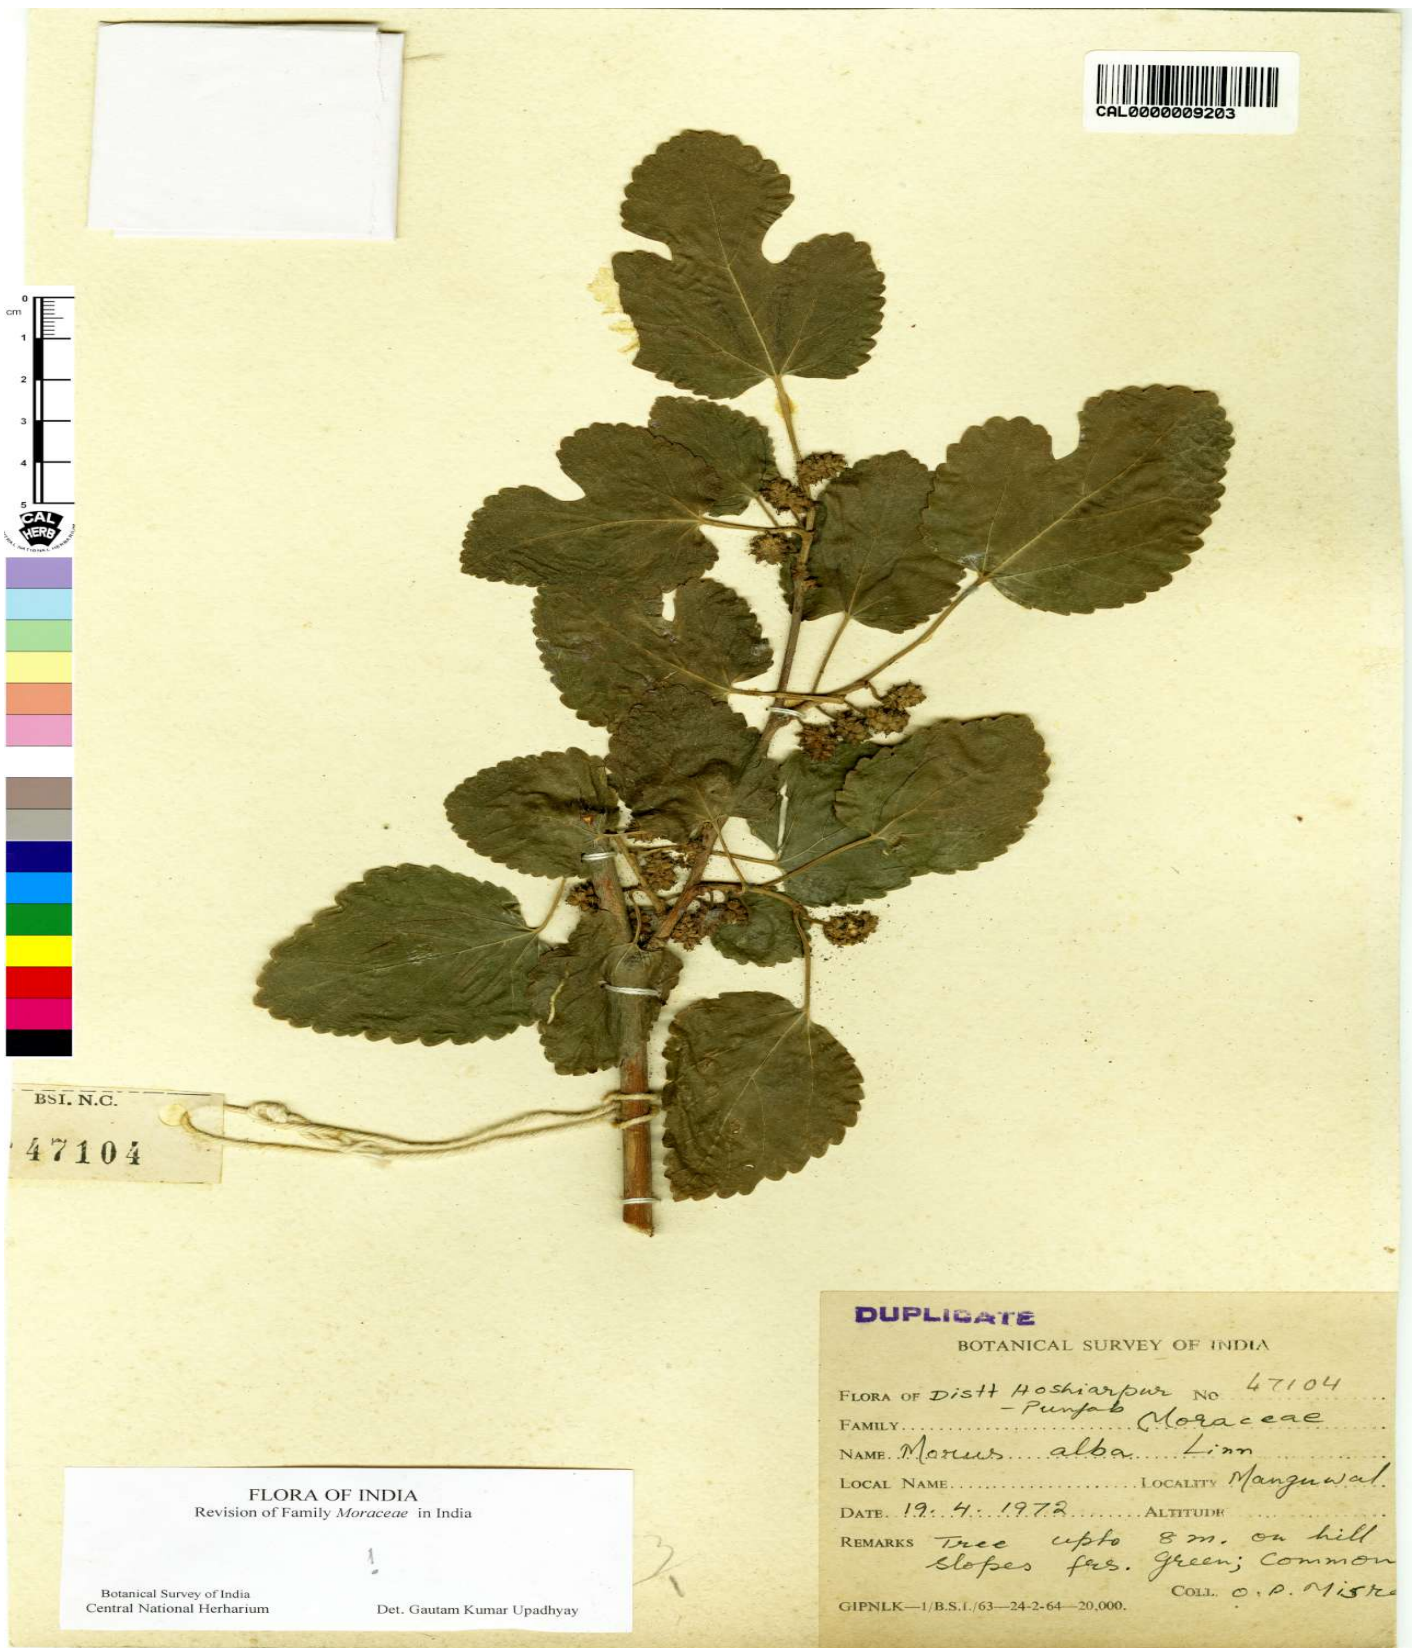 CAL0000009203
0
cm
1
2
3
4
5
CAL
HERB
BSI. N.C.
47104
DUPLICATE
BOTANICAL SURVEY OF INDIA
FLORA OF Distt Hoshiarpur No 47104
- Punjab
FAMILY Moraceae
NAME Morus alba Linn
LOCAL NAME LOCALITY Manguwal.
DATE 19. 4. 1972 ALTITUDE
REMARKS Tree upto 8 m. on hill
slopes frs. Green; Common
COLL. O. P. Misra
GIPNLK—1/B.S.I./63—24-2-64—20,000.
FLORA OF INDIA
Revision of Family Moraceae in India
!
Botanical Survey of India
Central National Herharium
Det. Gautam Kumar Upadhyay